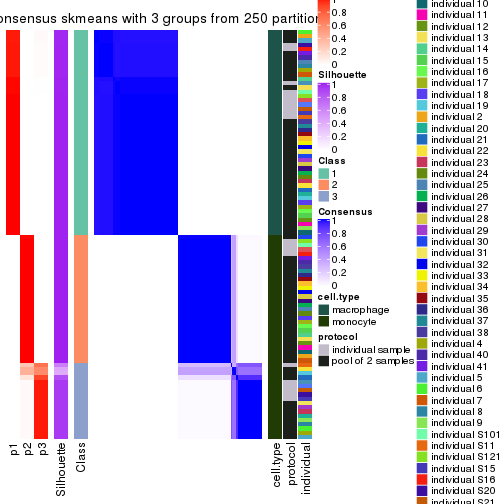 onsensus skmeans with 3 groups from 250 partition
0.8
0.6
0.4
0.2
0
Silhouette
1
0.8
0.6
0.4
0.2
0
Class
1
2
3
Consensus
1
0.8
0.6
0.4
0.2
0
cell.type
macrophage
monocyte
protocol
individual sample
pool of 2 samples
individual 10
individual 11
individual 12
individual 13
individual 14
individual 15
individual 16
individual 17
individual 18
individual 19
individual 2
individual 20
individual 21
individual 22
individual 23
individual 24
individual 25
individual 26
individual 27
individual 28
individual 29
individual 30
individual 31
individual 32
individual 33
individual 34
individual 35
individual 36
individual 37
individual 38
individual 4
individual 40
individual 41
individual 5
individual 6
individual 7
individual 8
individual 9
individual S101
individual S11
individual S121
individual S15
individual S16
individual S20
individual S21
p1
p2
p3
Silhouette
Class
cell.type
protocol
individual